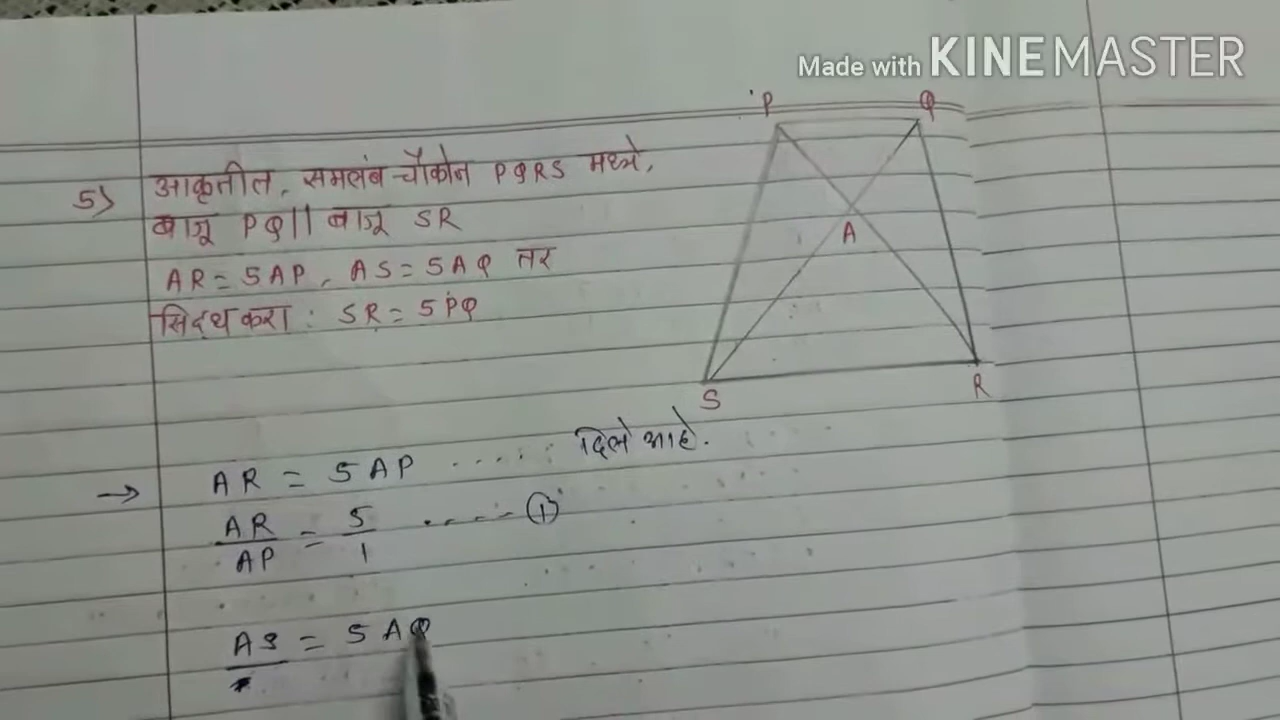 Made with KINEMASTER
5) आकृतीत, समलंब चौकोन PQRS मध्ये,
बाजू PQ || बाजू SR
AR = 5AP, AS = 5AQ तर
सिद्ध करा : SR = 5PQ
P Q
A
S R
→ AR = 5AP ..... दिले आहे.
AR/AP = 5/1 ..... ①
AS = 5AQ